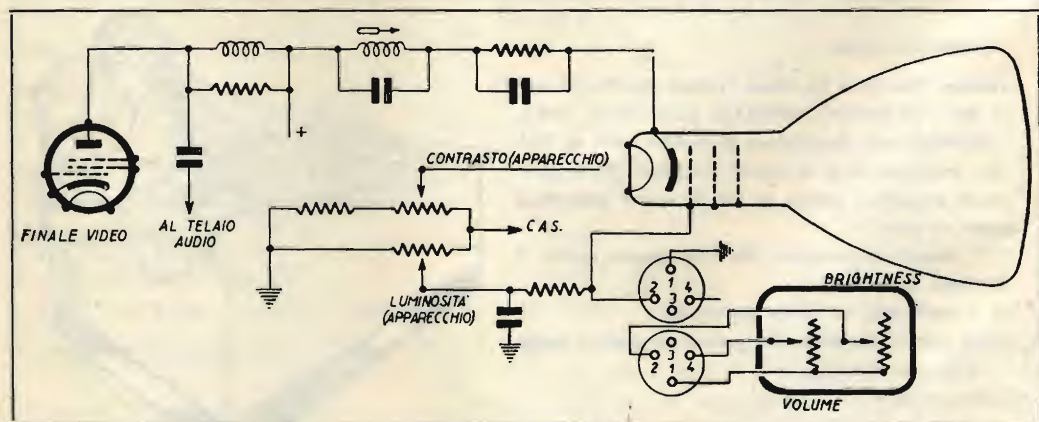 FINALE VIDEO
AL TELAIO
AUDIO
+
CONTRASTO (APPARECCHIO)
C.A.S.
LUMINOSITA'
(APPARECCHIO)
1
2 3 4
BRIGHTNESS
3
2 1 4
VOLUME